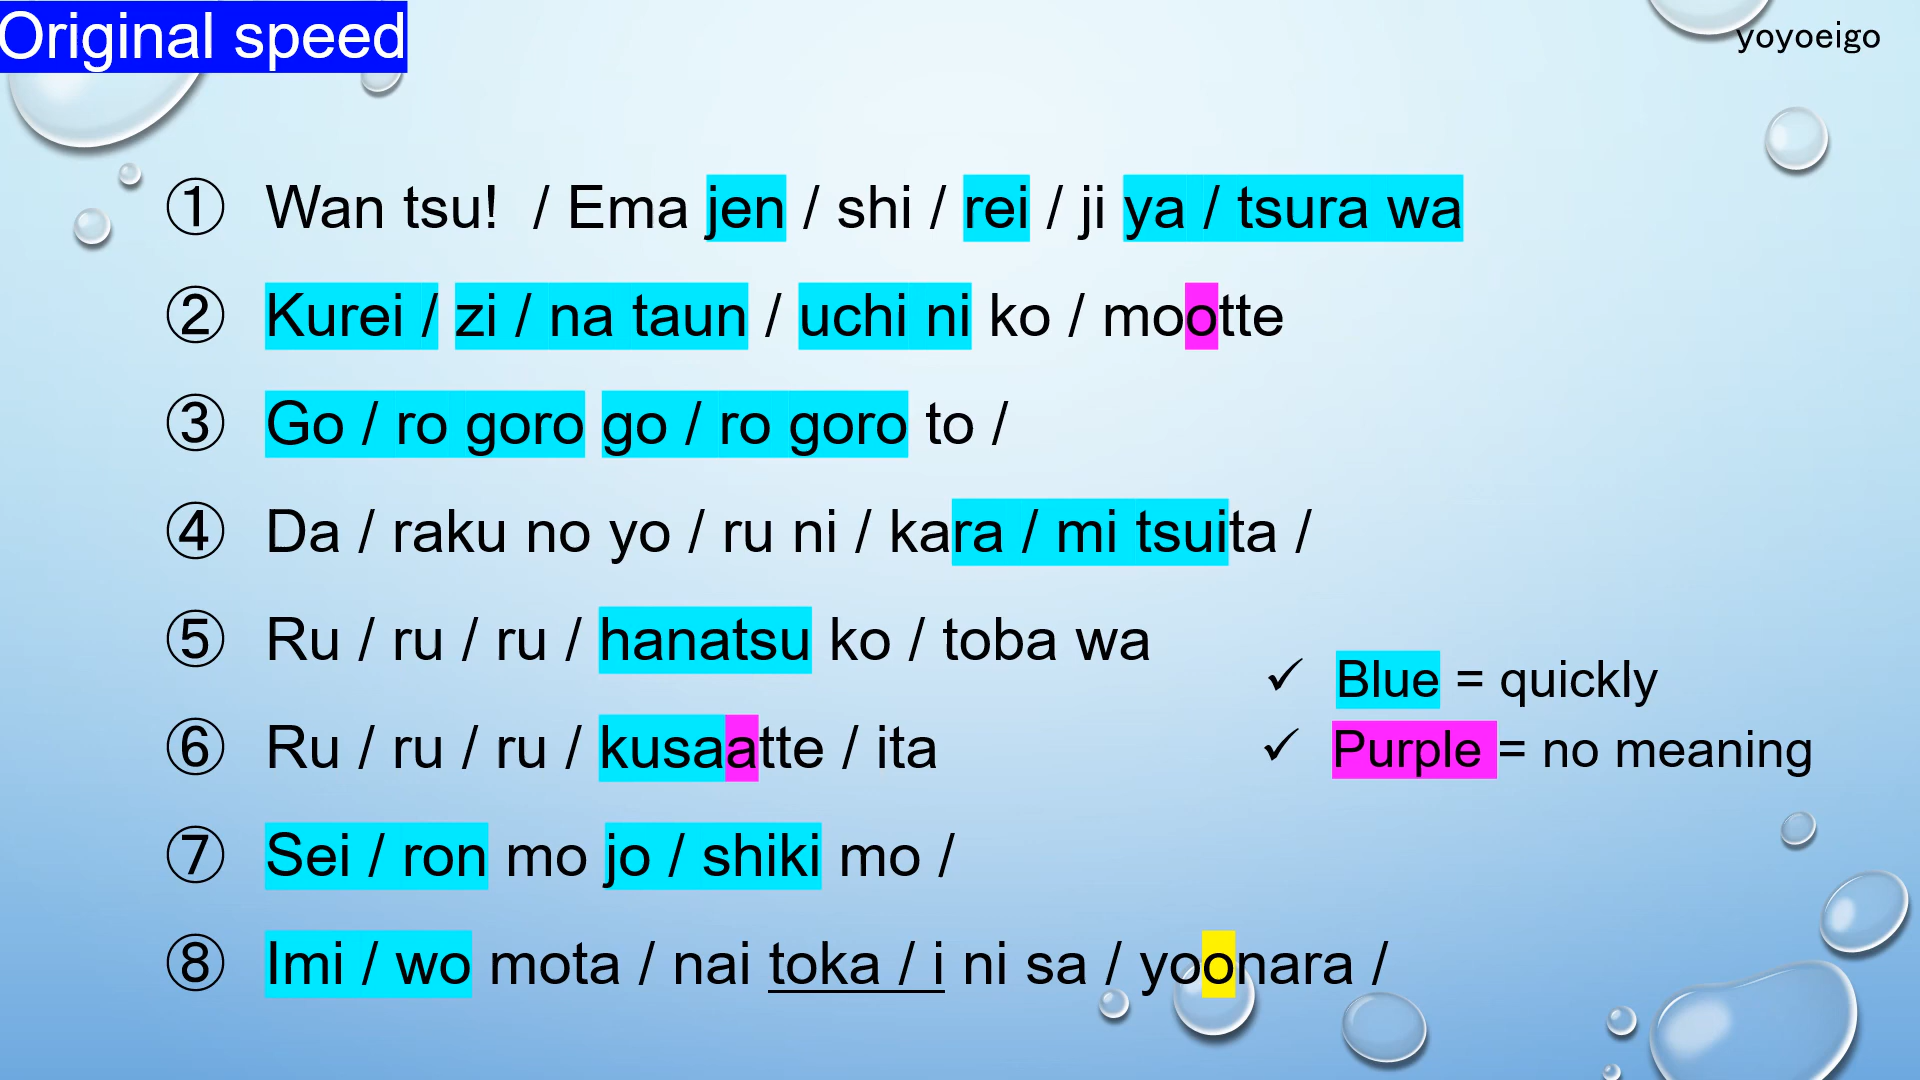 Original speed
yoyoeigo
① Wan tsu!  / Ema jen / shi / rei / ji ya / tsura wa
② Kurei / zi / na taun / uchi ni ko / mootte
③ Go / ro goro go / ro goro to /
④ Da / raku no yo / ru ni / kara / mi tsuita /
⑤ Ru / ru / ru / hanatsu ko / toba wa
⑥ Ru / ru / ru / kusaatte / ita
⑦ Sei / ron mo jo / shiki mo /
⑧ Imi / wo mota / nai toka / i ni sa / yoonara /
✓ Blue = quickly
✓ Purple = no meaning